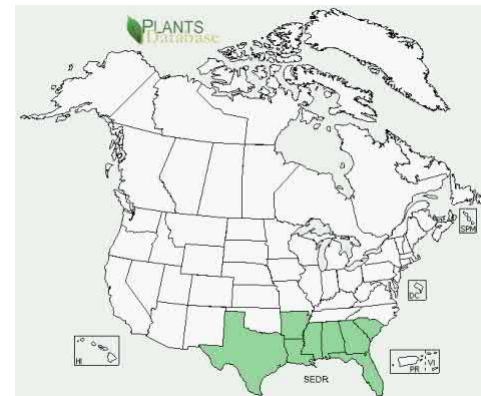 PLANTS
Database
SPM
DC
HI
PR
VI
SEDR